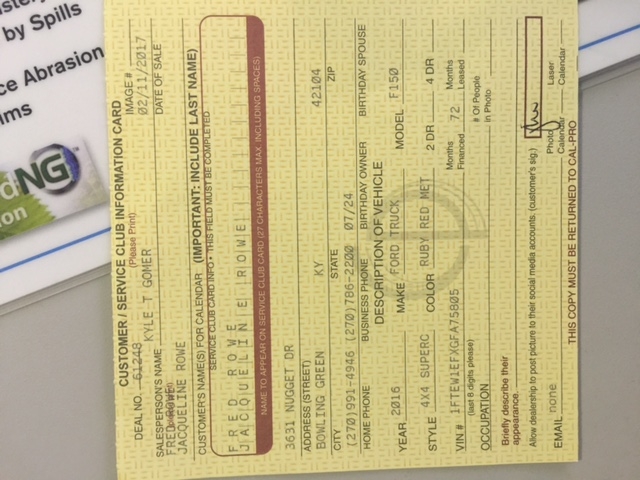 by Spills
ce Abrasion
NG
CUSTOMER / SERVICE CLUB INFORMATION CARD
(Please Print)
IMAGE #
DEAL NO. 61248 KYLE T GOMER 02/11/2017
SALESPERSON'S NAME DATE OF SALE
FRED ROWE
JACQUELINE ROWE
CUSTOMER'S NAME(S) FOR CALENDAR (IMPORTANT: INCLUDE LAST NAME)
SERVICE CLUB CARD INFO • THIS FIELD MUST BE COMPLETED
FRED ROWE
JACQUELINE ROWE
NAME TO APPEAR ON SERVICE CLUB CARD (27 CHARACTERS MAX. INCLUDING SPACES)
3631 NUGGET DR
ADDRESS (STREET)
BOWLING GREEN KY 42104
CITY STATE ZIP
(270)991-4946 (270)786-2200 07/24
HOME PHONE BUSINESS PHONE BIRTHDAY OWNER BIRTHDAY SPOUSE
DESCRIPTION OF VEHICLE
YEAR 2016 MAKE FORD TRUCK MODEL F150
STYLE 4X4 SUPERC COLOR RUBY RED MET 2 DR 4 DR
VIN # 1FTEW1EFXGFA75805 Months Financed 72 Months Leased
(last 8 digits please)
OCCUPATION # Of People in Photo:
Briefly describe their
appearance.
Allow dealership to post picture to their social media accounts. (customer's sig.)
EMAIL none Photo Calendar Laser Calendar
THIS COPY MUST BE RETURNED TO CAL-PRO